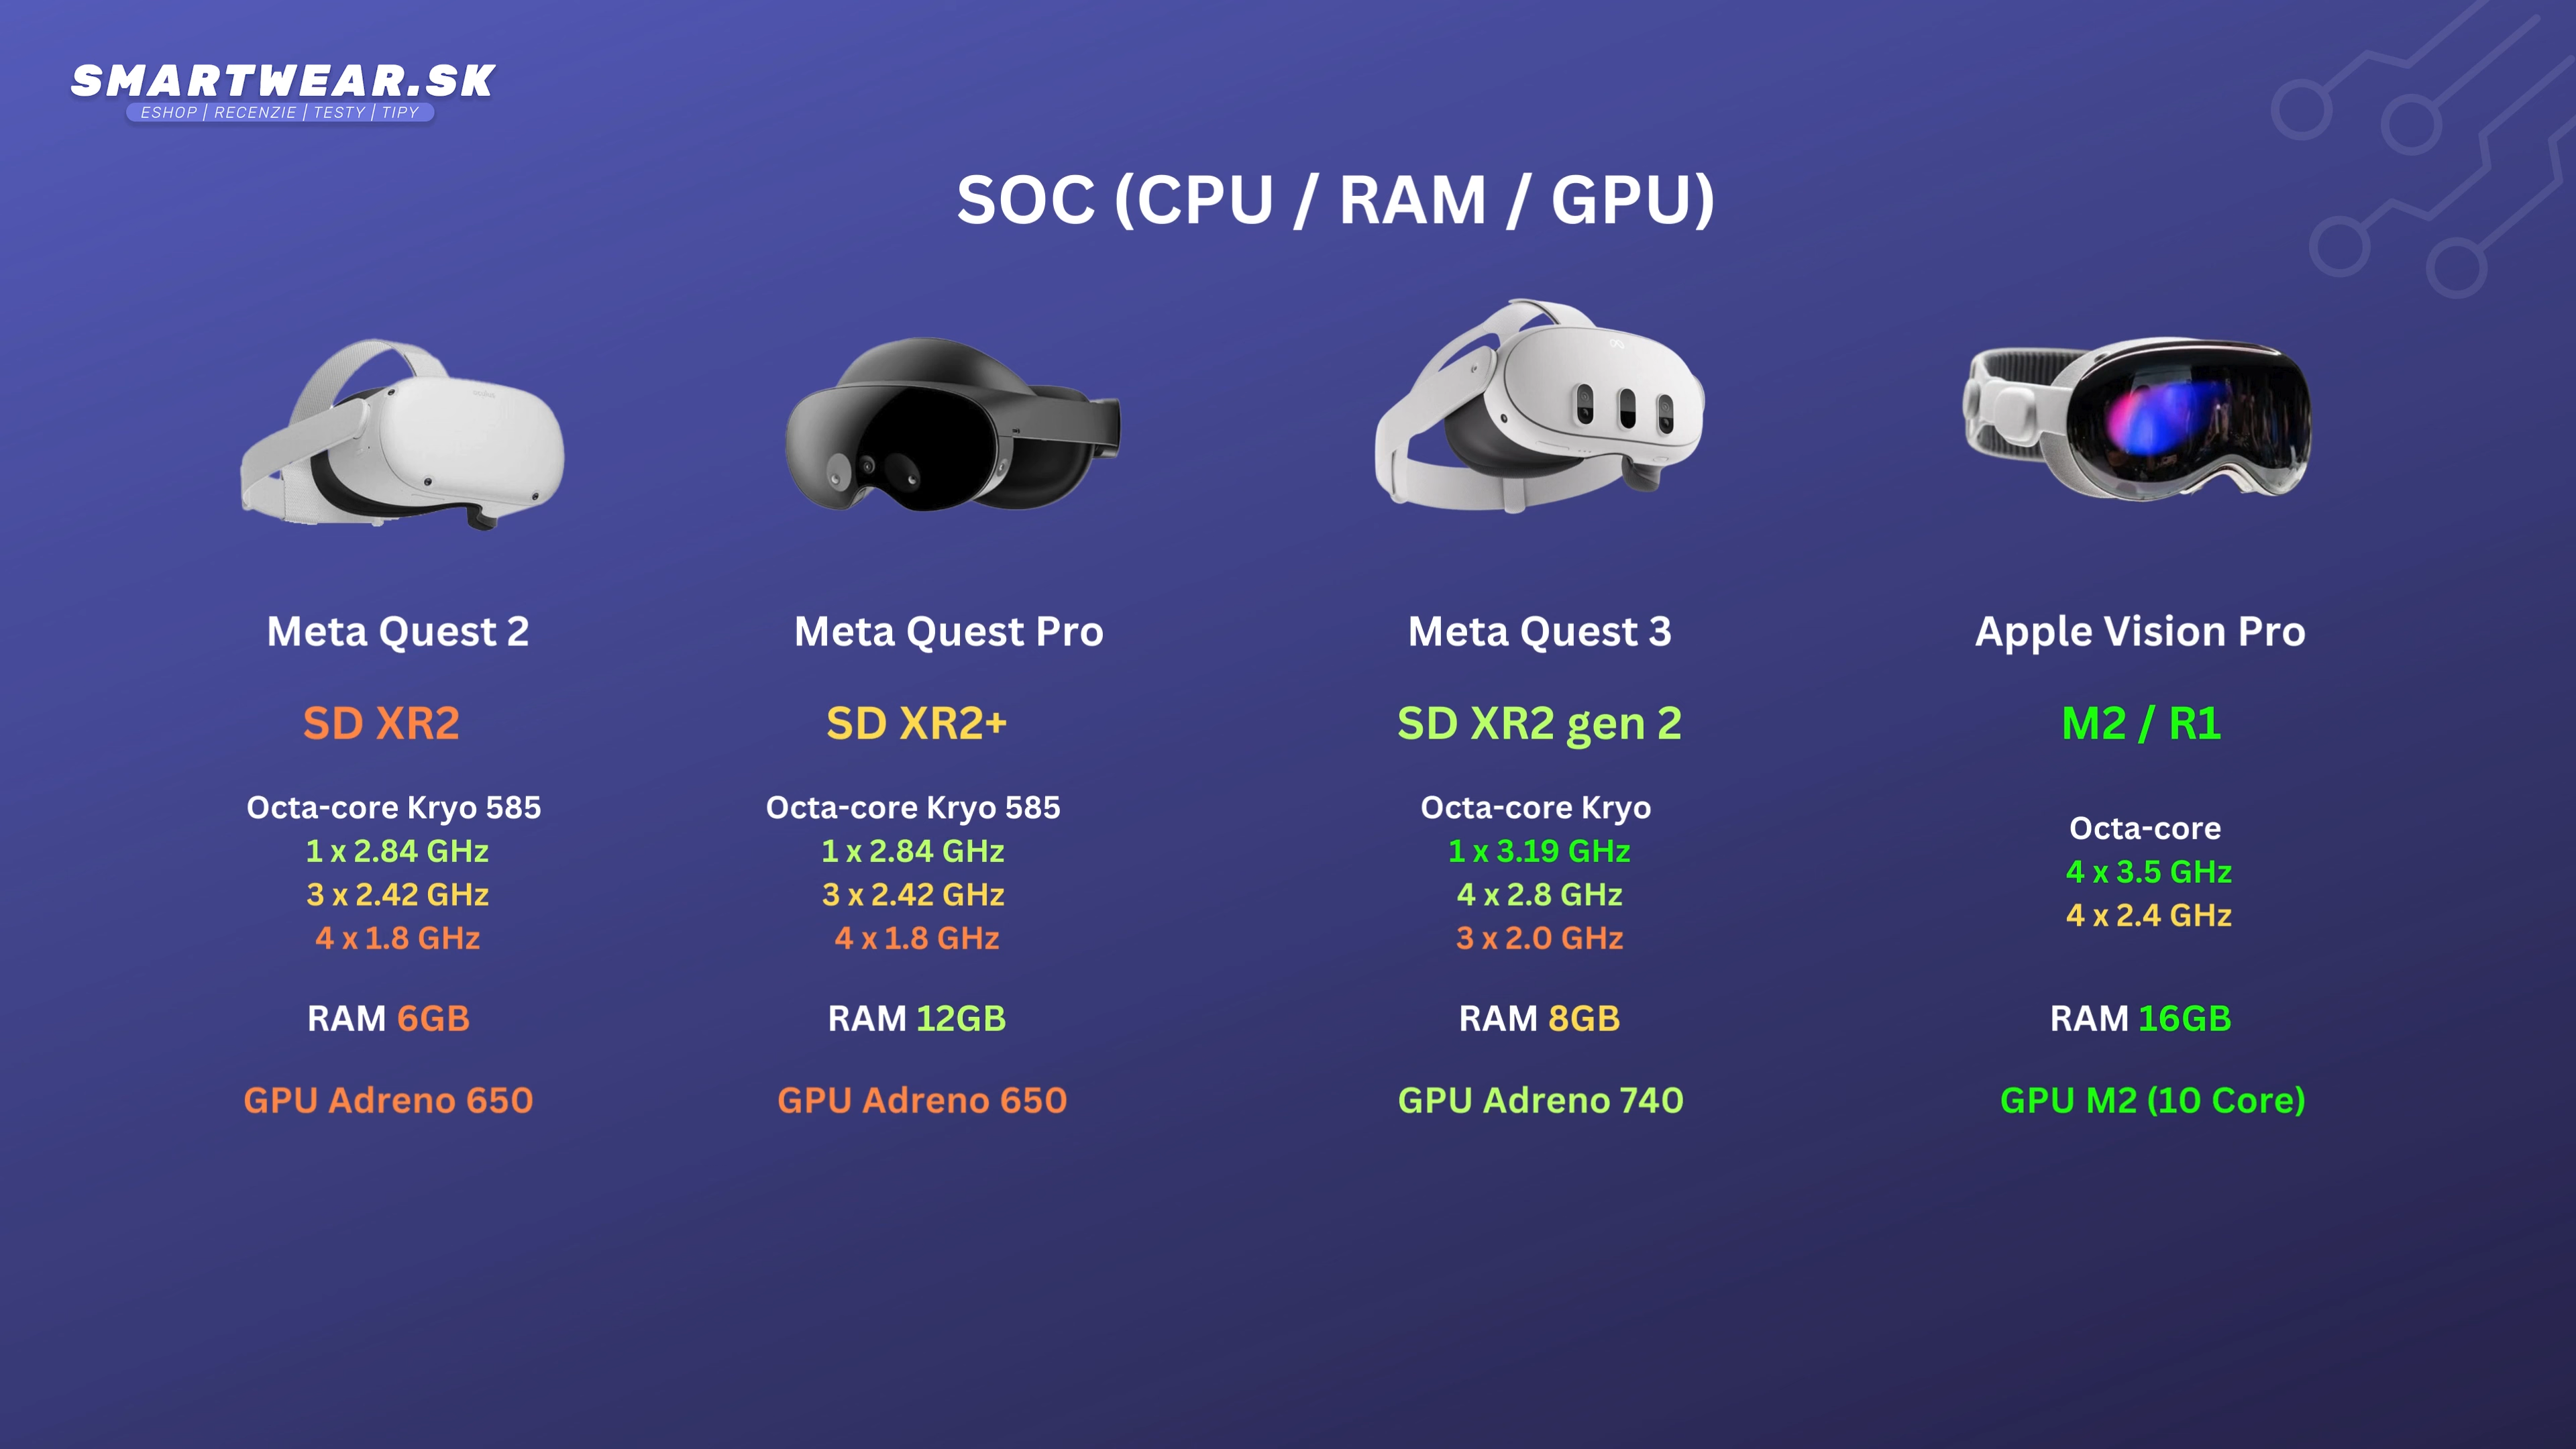 SMARTWEAR.SK
ESHOP | RECENZIE | TESTY | TIPY
SOC (CPU / RAM / GPU)
Meta Quest 2
SD XR2
Octa-core Kryo 585
1 x 2.84 GHz
3 x 2.42 GHz
4 x 1.8 GHz
RAM 6GB
GPU Adreno 650
Meta Quest Pro
SD XR2+
Octa-core Kryo 585
1 x 2.84 GHz
3 x 2.42 GHz
4 x 1.8 GHz
RAM 12GB
GPU Adreno 650
Meta Quest 3
SD XR2 gen 2
Octa-core Kryo
1 x 3.19 GHz
4 x 2.8 GHz
3 x 2.0 GHz
RAM 8GB
GPU Adreno 740
Apple Vision Pro
M2 / R1
Octa-core
4 x 3.5 GHz
4 x 2.4 GHz
RAM 16GB
GPU M2 (10 Core)